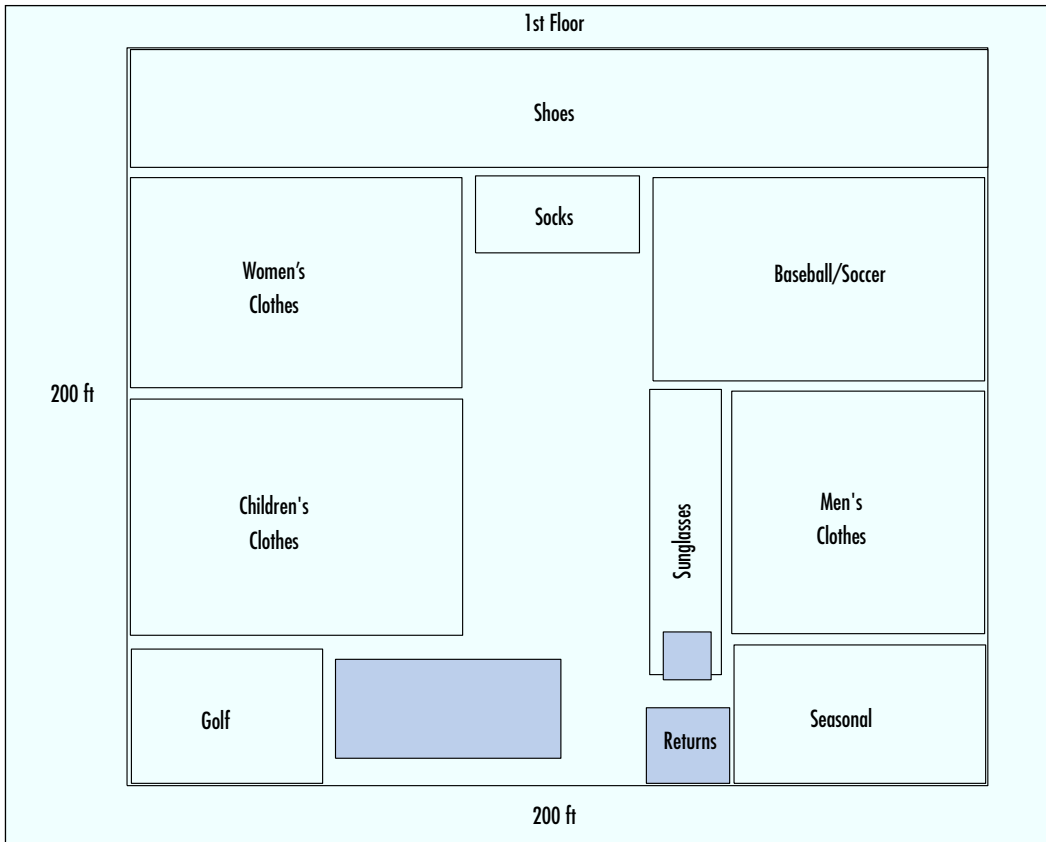 1st Floor
Shoes
Socks
Women’s
Clothes
Baseball/Soccer
200 ft
Children's
Clothes
Sunglasses
Men's
Clothes
Golf
Returns
Seasonal
200 ft